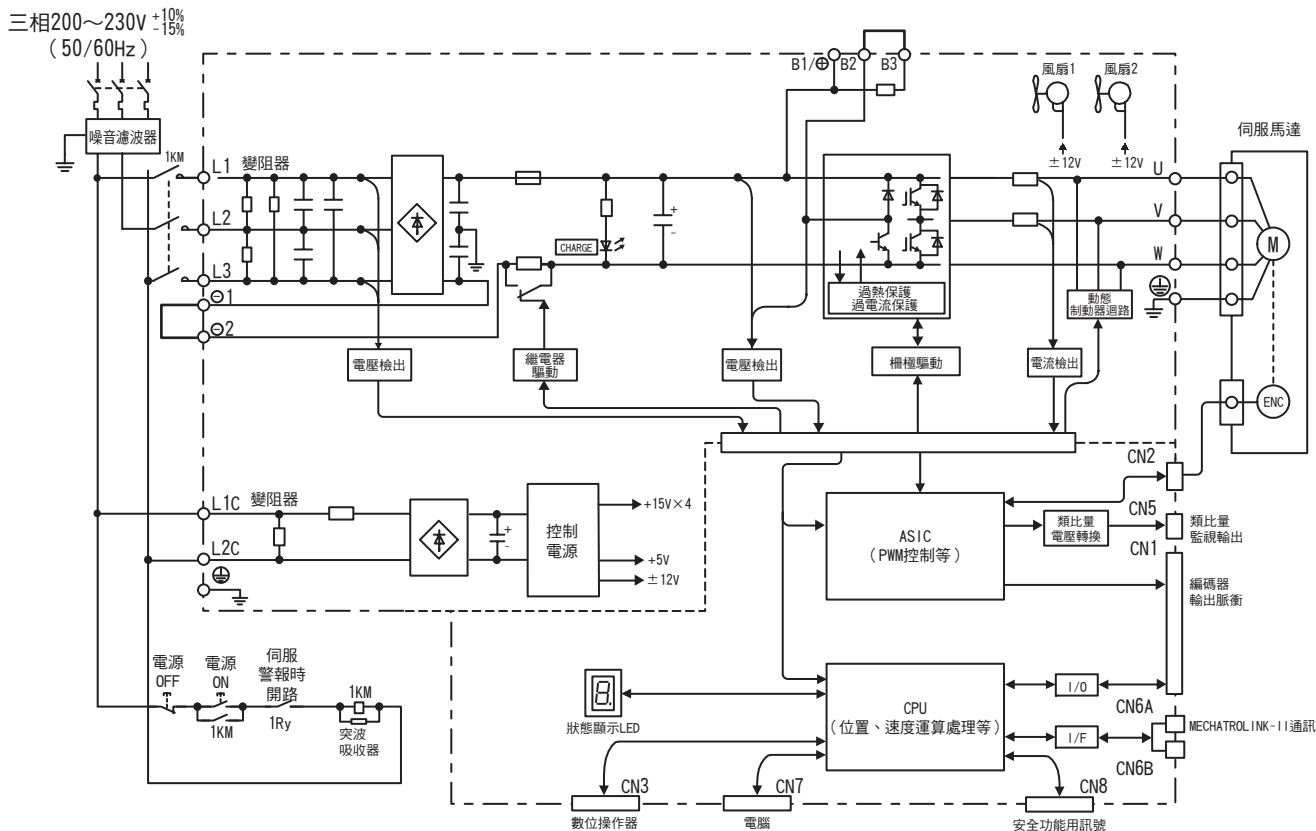 三相200～230V +10% -15%
(50/60Hz)
噪音濾波器
1KM
L1
變阻器
L2
L3
⊖1
⊖2
B1/⊕
B2
B3
風扇1
風扇2
±12V
±12V
伺服馬達
U
V
W
M
ENC
CHARGE
+
-
過熱保護
過電流保護
動態
制動器迴路
電壓檢出
繼電器
驅動
電壓檢出
柵極驅動
電流檢出
L1C
變阻器
L2C
+
-
控制
電源
+15V×4
+5V
±12V
ASIC
(PWM控制等)
類比量
電壓轉換
CN2
CN5
類比量
監視輸出
CN1
編碼器
輸出脈衝
電源
OFF
電源
ON
1KM
伺服
警報時
開路
1Ry
1KM
突波
吸收器
8.
狀態顯示LED
CPU
(位置、速度運算處理等)
I/O
I/F
CN6A
MECHATROLINK-II通訊
CN6B
CN3
數位操作器
CN7
電腦
CN8
安全功能用訊號